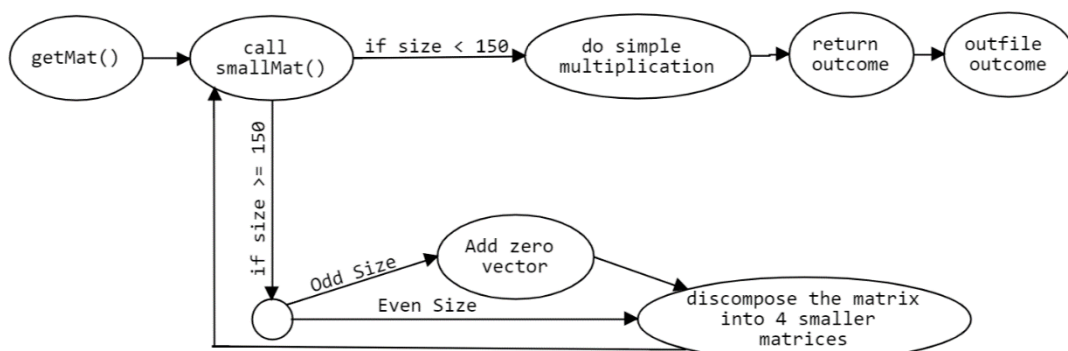 getMat()
call
smallMat()
if size < 150
do simple
multiplication
return
outcome
outfile
outcome
if size >= 150
Odd Size
Add zero
vector
Even Size
discompose the matrix
into 4 smaller
matrices